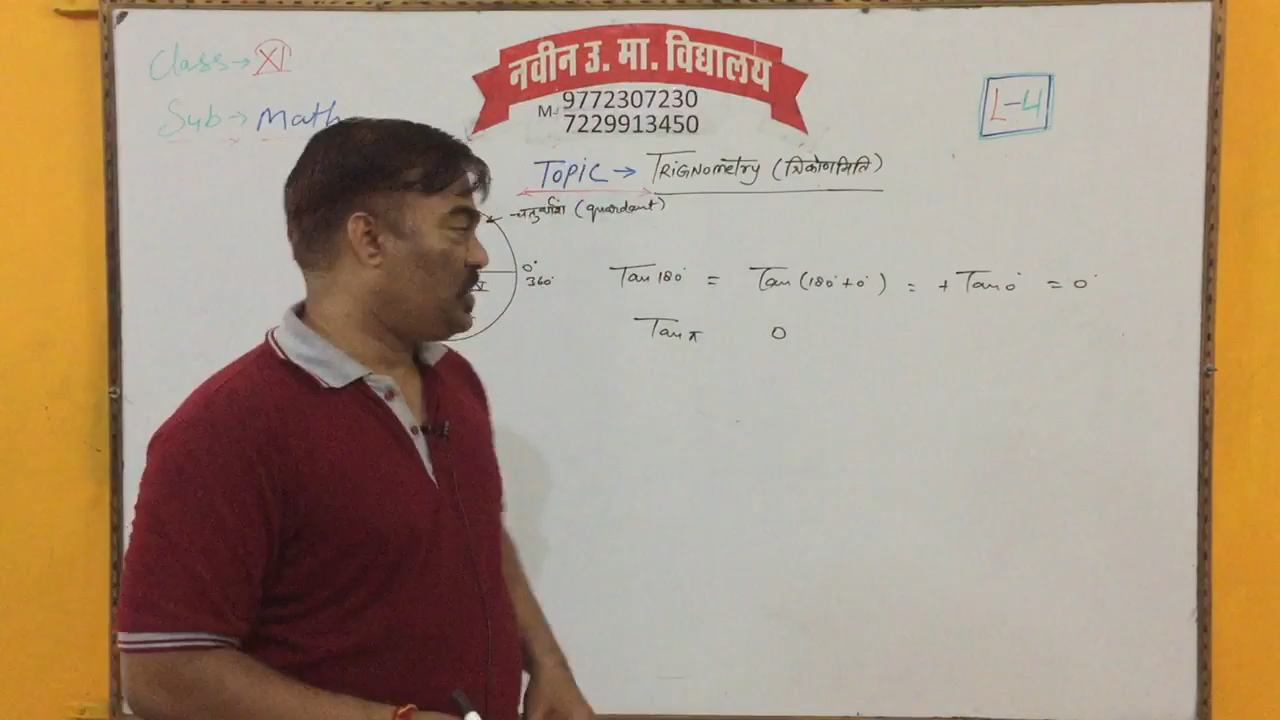 Class → XI
नवीन उ. मा. विद्यालय
M- 9772307230
7229913450
L-4
Sub → Math
TOPIC → TRIGNOMETRY (त्रिकोणमिति)
चतुर्थांश (quardant)
0°
360°
Tan 180° = Tan (180°+0°) = + Tan 0° = 0°
Tan π 0